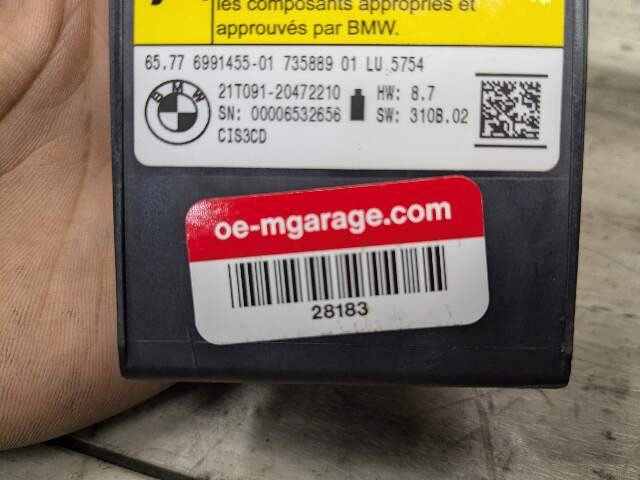 les composants appropriés et
approuvés par BMW.
65.77 6991455-01 735889 01 LU 5754
BMW
21T091-20472210 HW: 8.7
SN: 00006532656 SW: 310B.02
CIS3CD
oe-mgarage.com
28183